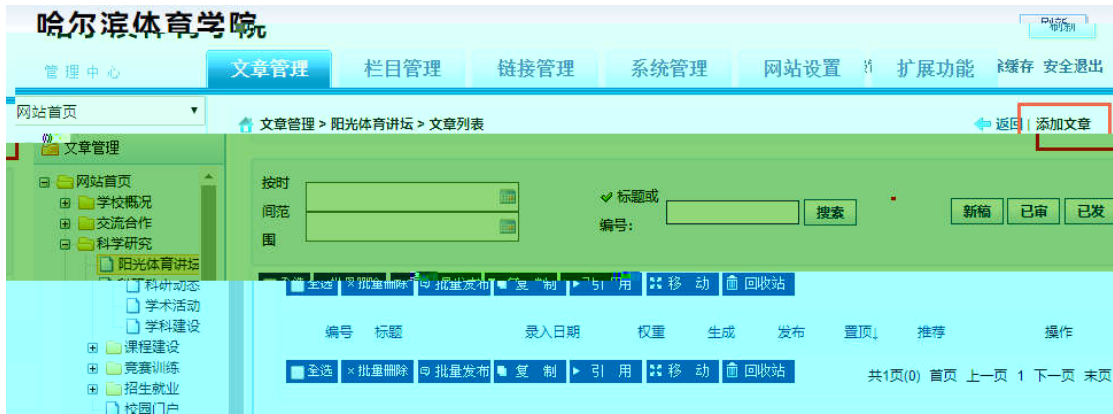 哈尔滨体育学院
刷新
管理中心 文章管理 栏目管理 链接管理 系统管理 网站设置 扩展功能 缓存 安全退出
网站首页
文章管理 > 阳光体育讲坛 > 文章列表 返回 | 添加文章
文章管理
网站首页
学校概况
交流合作
科学研究
阳光体育讲坛
科研动态
学术活动
学科建设
课程建设
竞赛训练
招生就业
校园门户
按时
间范
围
标题或
编号:
搜索
新稿 已审 已发
全选 ×批量删除 批量发布 复 制 引 用 移 动 回收站
编号 标题 录入日期 权重 生成 发布 置顶↓ 推荐 操作
全选 ×批量删除 批量发布 复 制 引 用 移 动 回收站
共1页(0) 首页 上一页 1 下一页 末页